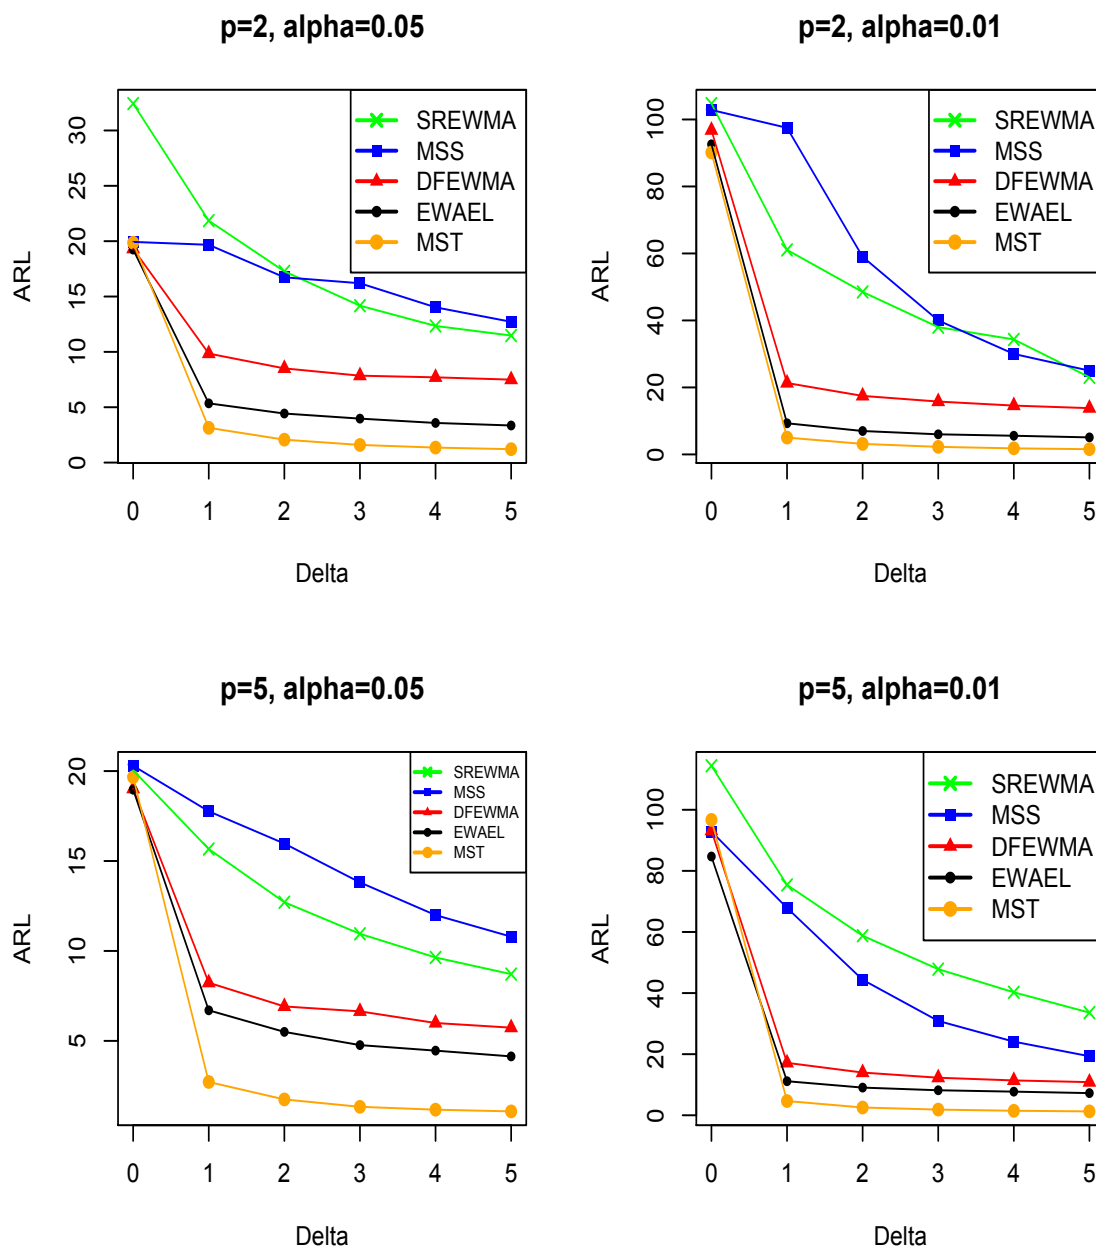 p=2, alpha=0.05
ARL
0
5
10
15
20
25
30
SREWMA
MSS
DFEWMA
EWAEL
MST
0 1 2 3 4 5
Delta
p=2, alpha=0.01
ARL
0
20
40
60
80
100
SREWMA
MSS
DFEWMA
EWAEL
MST
0 1 2 3 4 5
Delta
p=5, alpha=0.05
ARL
5
10
15
20
SREWMA
MSS
DFEWMA
EWAEL
MST
0 1 2 3 4 5
Delta
p=5, alpha=0.01
ARL
0
20
40
60
80
100
SREWMA
MSS
DFEWMA
EWAEL
MST
0 1 2 3 4 5
Delta